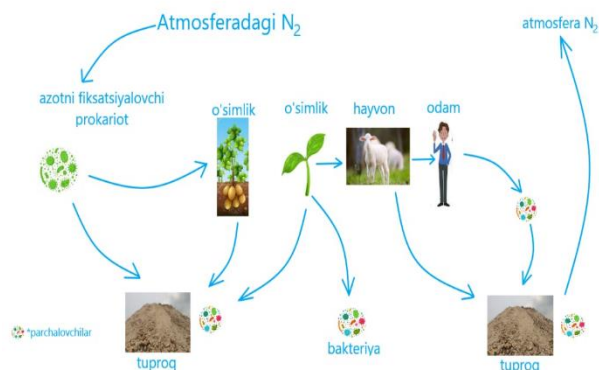 Atmosferadagi N₂
atmosfera N₂
azotni fiksatsiyalovchi
prokariot
o'simlik
o'simlik
hayvon
odam
*parchalovchilar
tuproq
bakteriya
tuproq